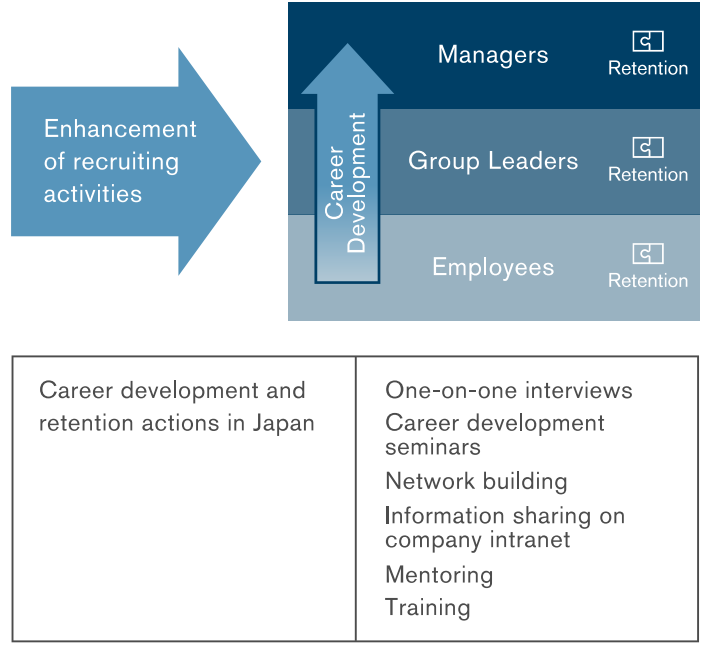 Enhancement
of recruiting
activities
Career
Development
Managers
Retention
Group Leaders
Retention
Employees
Retention
Career development and
retention actions in Japan
One-on-one interviews
Career development
seminars
Network building
Information sharing on
company intranet
Mentoring
Training